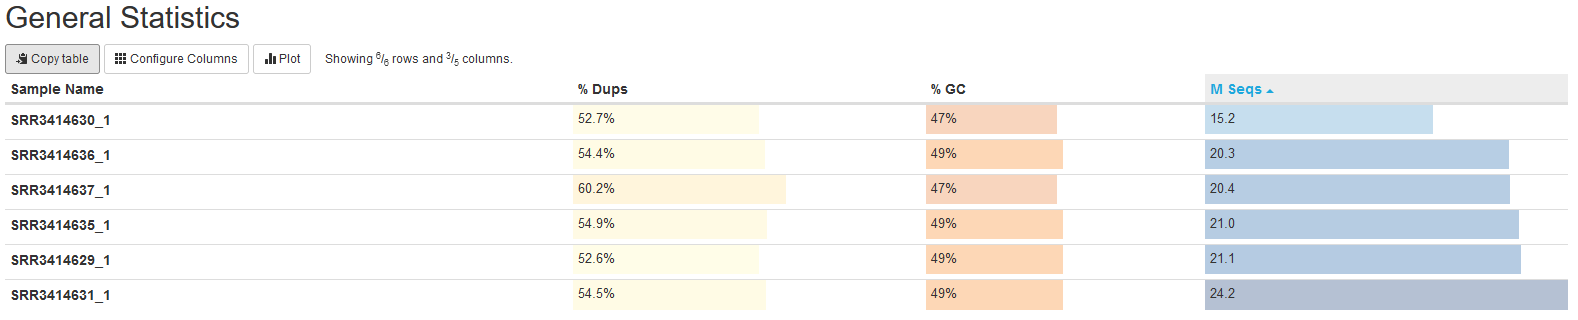 General Statistics
Copy table Configure Columns Plot Showing 6/6 rows and 3/5 columns.
Sample Name % Dups % GC M Seqs
SRR3414630_1 52.7% 47% 15.2
SRR3414636_1 54.4% 49% 20.3
SRR3414637_1 60.2% 47% 20.4
SRR3414635_1 54.9% 49% 21.0
SRR3414629_1 52.6% 49% 21.1
SRR3414631_1 54.5% 49% 24.2